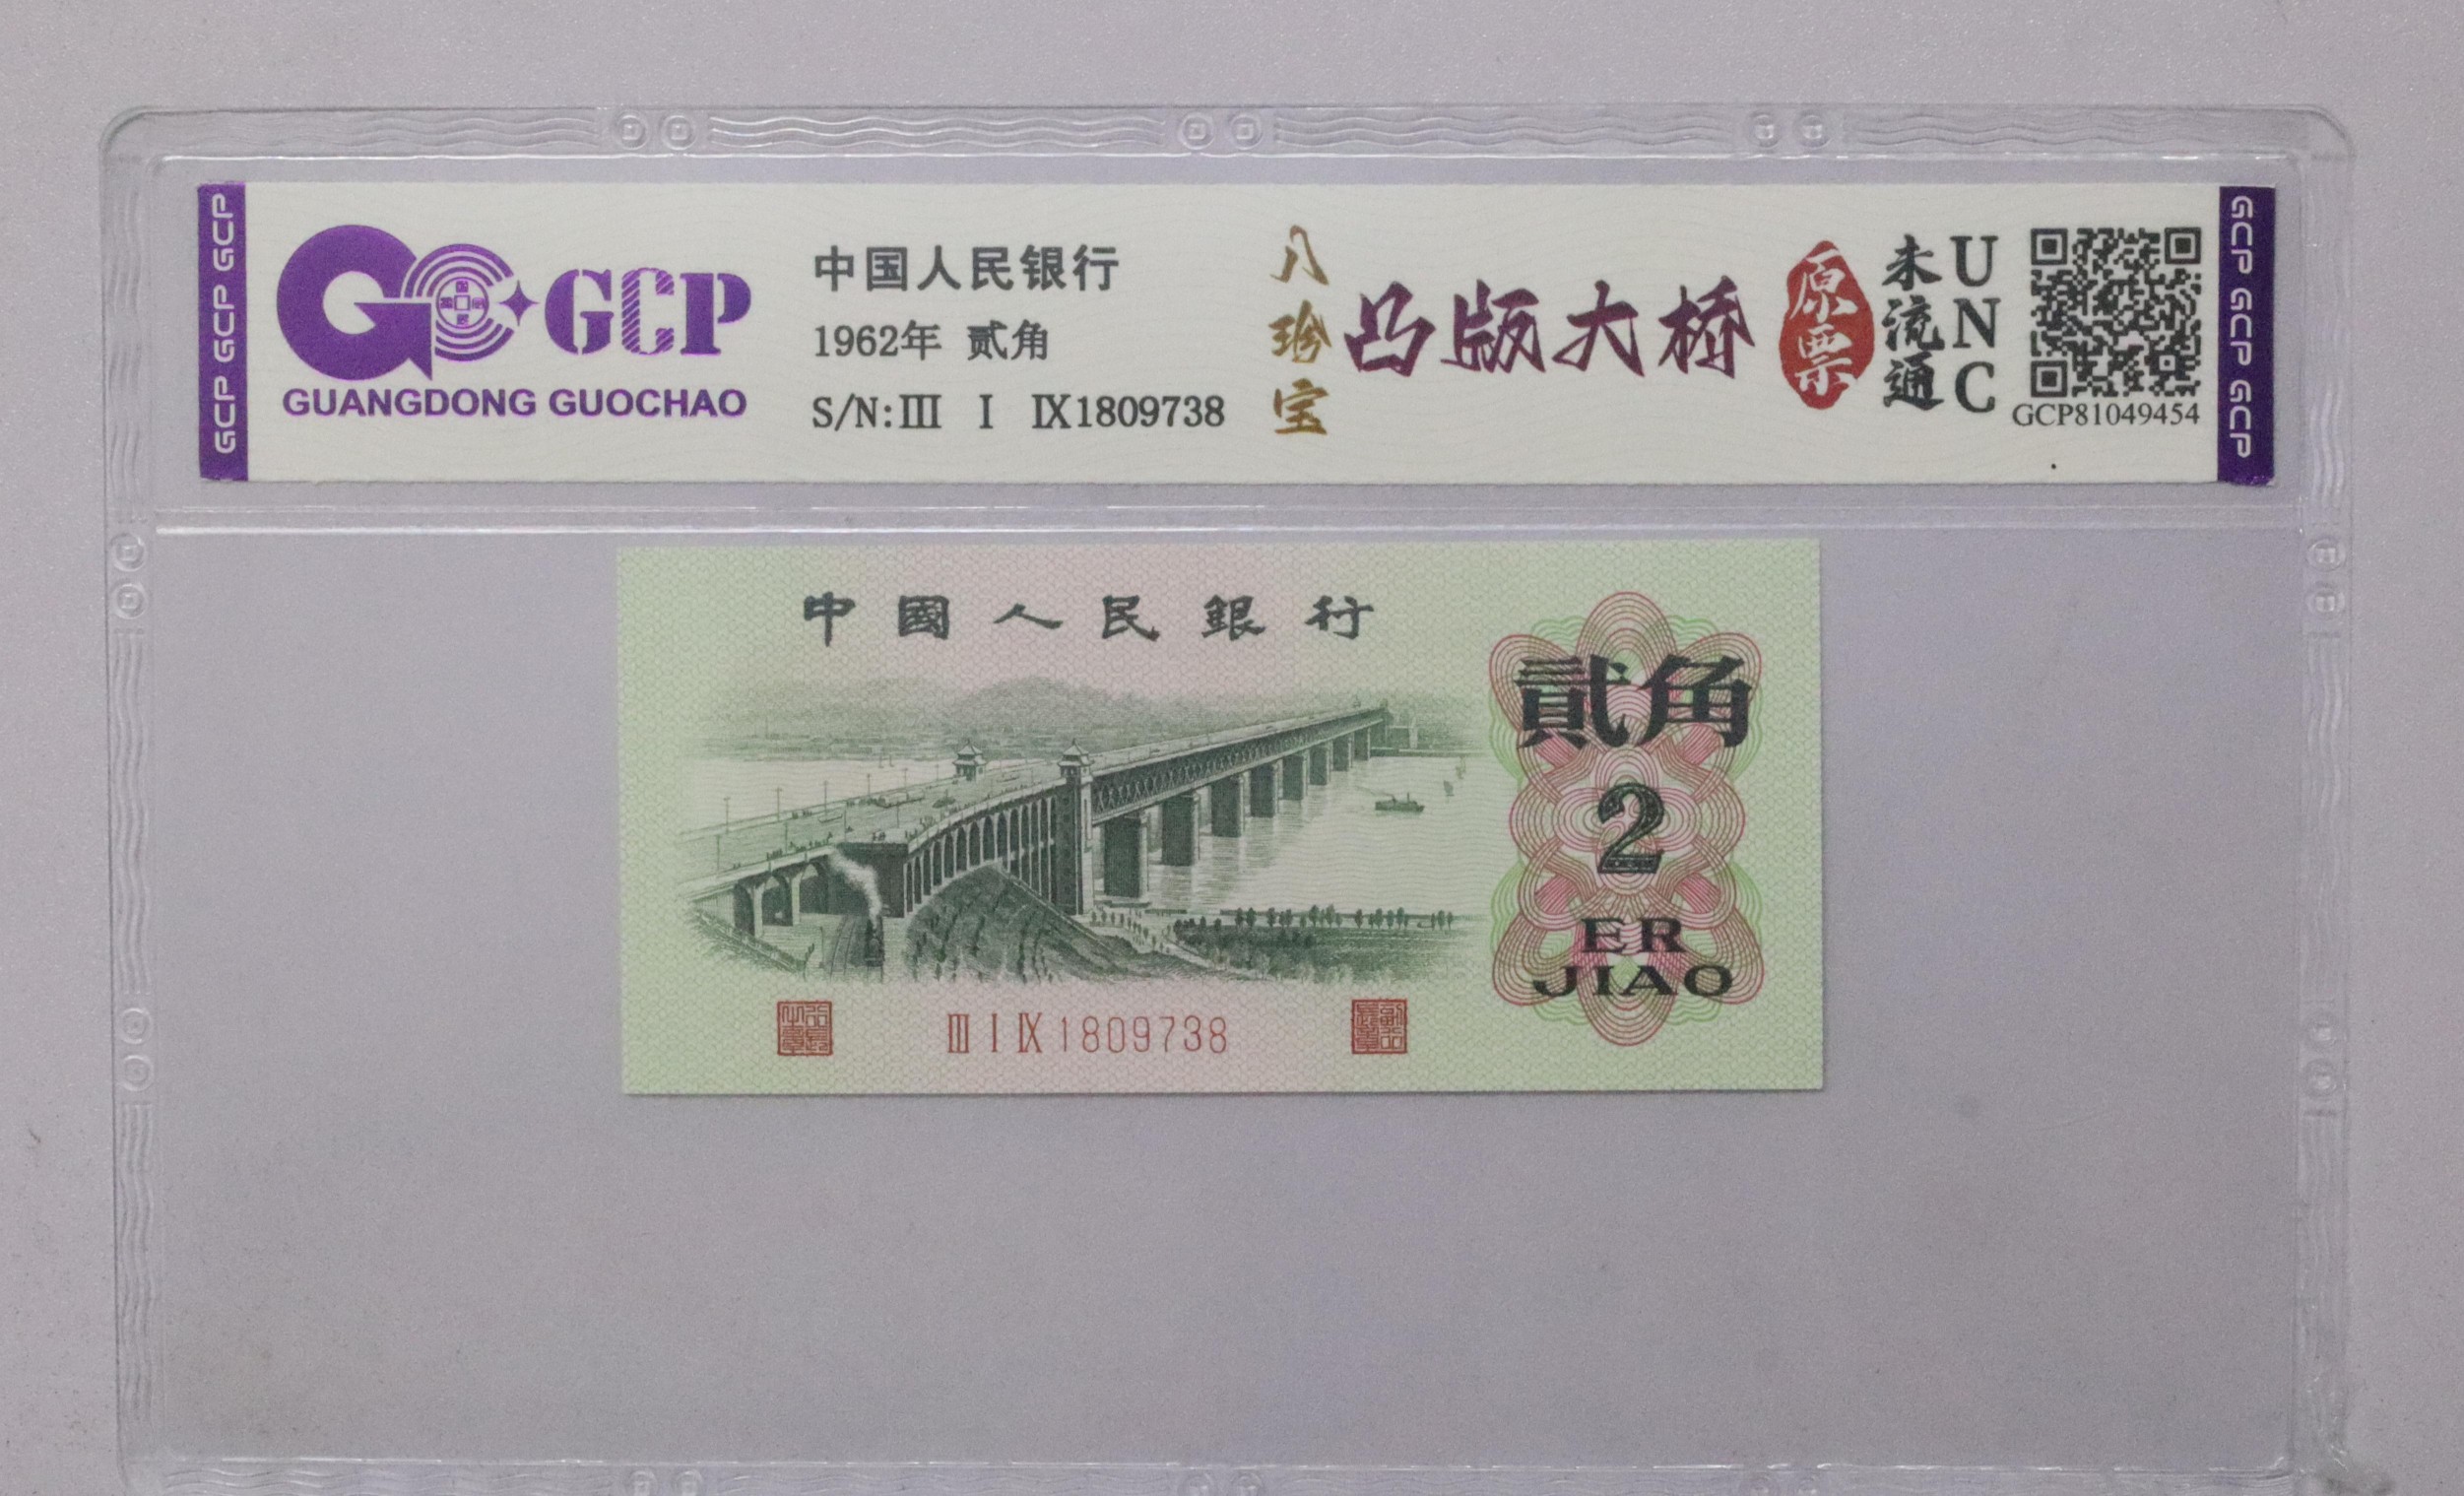 GCP GCP GCP
GCP
GUANGDONG GUOCHAO
中国人民银行
1962年 贰角
S/N:Ⅲ Ⅰ Ⅸ1809738
八珍宝
凸版大桥
原票
未流通
UNC
GCP81049454
GCP GCP GCP
中國人民銀行
貳角
2
ER
JIAO
Ⅲ Ⅰ Ⅸ 1809738